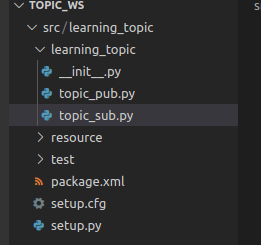 TOPIC_WS
src/learning_topic
learning_topic
__init__.py
topic_pub.py
topic_sub.py
resource
test
package.xml
setup.cfg
setup.py